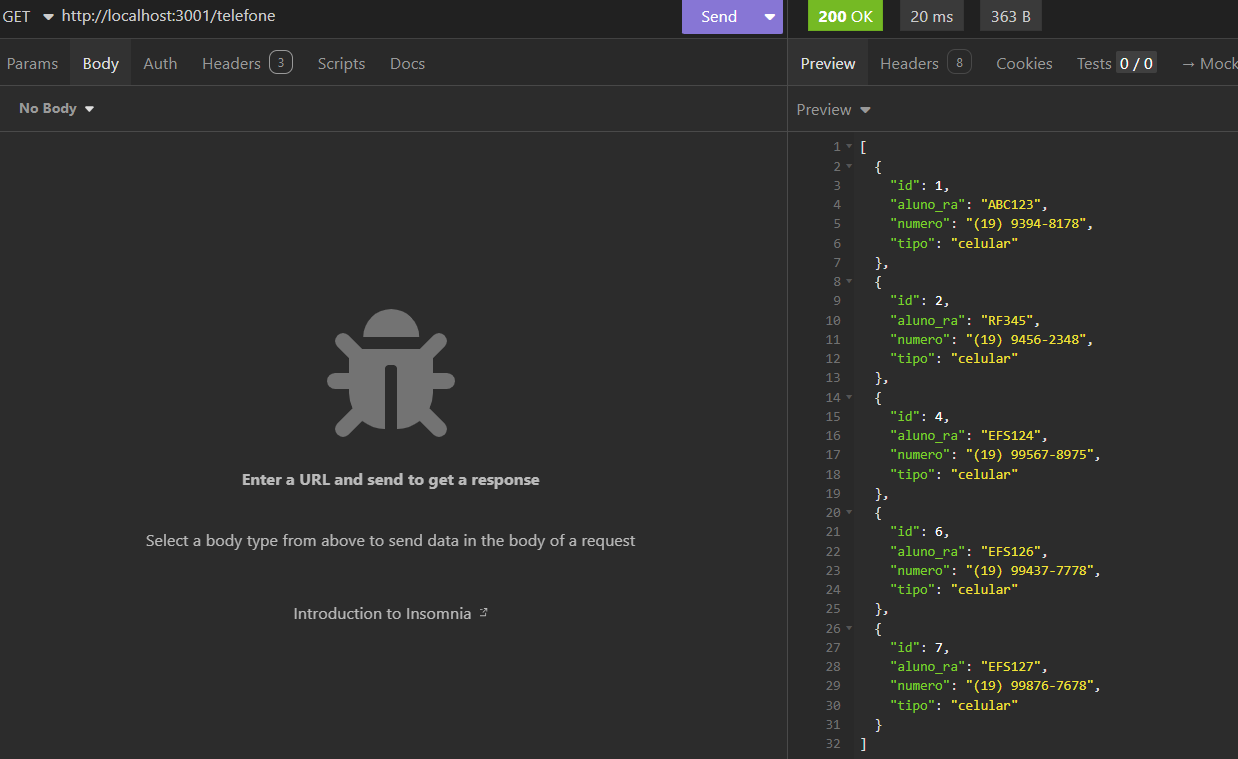 GET http://localhost:3001/telefone Send 200 OK 20 ms 363 B
Params Body Auth Headers 3 Scripts Docs
Preview Headers 8 Cookies Tests 0 / 0 → Mock
No Body
Preview
Enter a URL and send to get a response
Select a body type from above to send data in the body of a request
Introduction to Insomnia
1 [
2 {
3 "id": 1,
4 "aluno_ra": "ABC123",
5 "numero": "(19) 9394-8178",
6 "tipo": "celular"
7 },
8 {
9 "id": 2,
10 "aluno_ra": "RF345",
11 "numero": "(19) 9456-2348",
12 "tipo": "celular"
13 },
14 {
15 "id": 4,
16 "aluno_ra": "EFS124",
17 "numero": "(19) 99567-8975",
18 "tipo": "celular"
19 },
20 {
21 "id": 6,
22 "aluno_ra": "EFS126",
23 "numero": "(19) 99437-7778",
24 "tipo": "celular"
25 },
26 {
27 "id": 7,
28 "aluno_ra": "EFS127",
29 "numero": "(19) 99876-7678",
30 "tipo": "celular"
31 }
32 ]